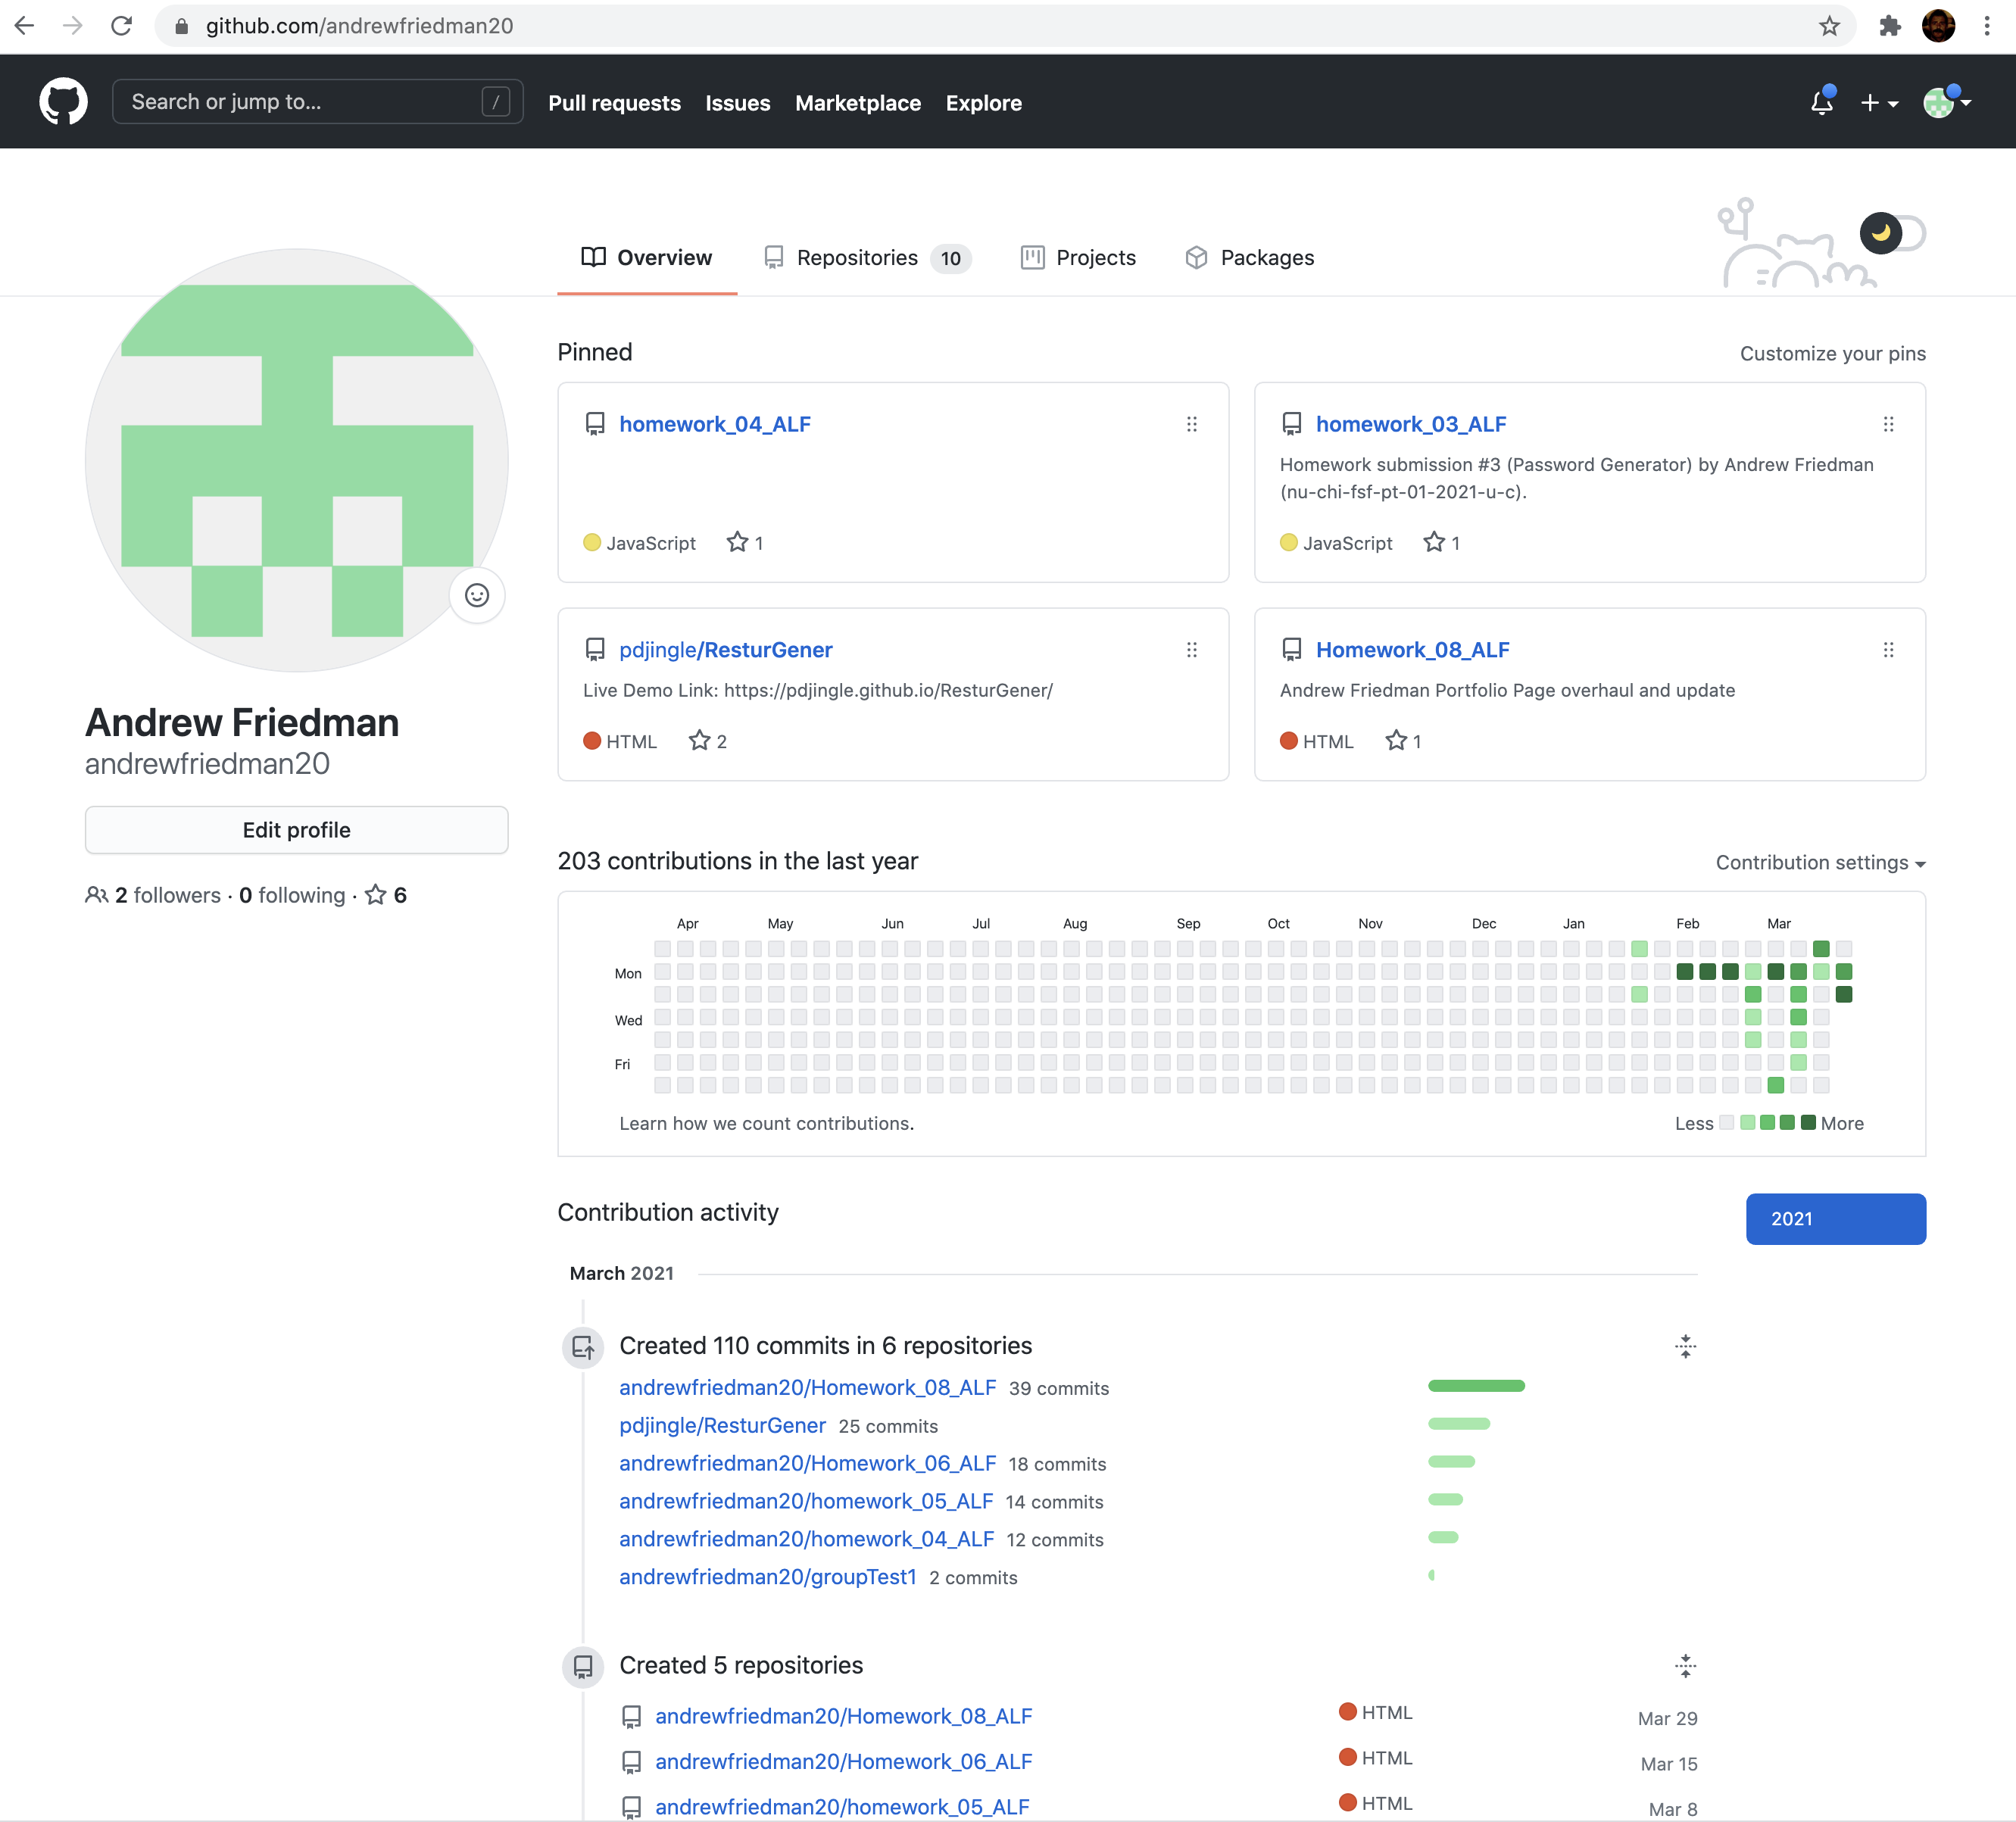 github.com/andrewfriedman20
Search or jump to... /
Pull requests Issues Marketplace Explore
Overview Repositories 10 Projects Packages
Andrew Friedman
andrewfriedman20
Edit profile
2 followers · 0 following · 6
Pinned Customize your pins
homework_04_ALF
JavaScript 1
homework_03_ALF
Homework submission #3 (Password Generator) by Andrew Friedman
(nu-chi-fsf-pt-01-2021-u-c).
JavaScript 1
pdjingle/ResturGener
Live Demo Link: https://pdjingle.github.io/ResturGener/
HTML 2
Homework_08_ALF
Andrew Friedman Portfolio Page overhaul and update
HTML 1
203 contributions in the last year Contribution settings
Apr May Jun Jul Aug Sep Oct Nov Dec Jan Feb Mar
Mon
Wed
Fri
Learn how we count contributions. Less More
Contribution activity 2021
March 2021
Created 110 commits in 6 repositories
andrewfriedman20/Homework_08_ALF 39 commits
pdjingle/ResturGener 25 commits
andrewfriedman20/Homework_06_ALF 18 commits
andrewfriedman20/homework_05_ALF 14 commits
andrewfriedman20/homework_04_ALF 12 commits
andrewfriedman20/groupTest1 2 commits
Created 5 repositories
andrewfriedman20/Homework_08_ALF HTML Mar 29
andrewfriedman20/Homework_06_ALF HTML Mar 15
andrewfriedman20/homework_05_ALF HTML Mar 8